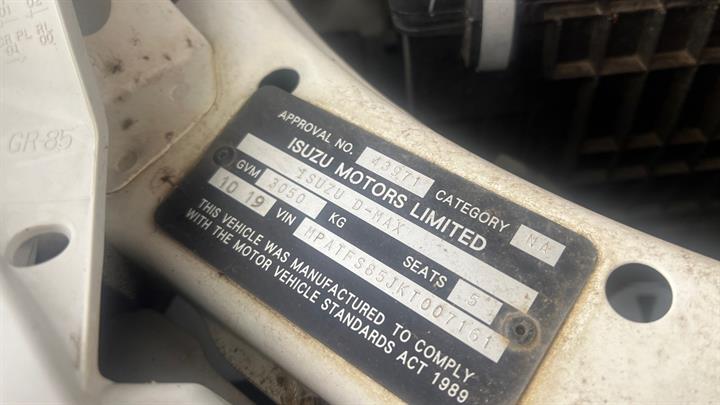 GR-85
APPROVAL NO. 43971 CATEGORY NA
ISUZU MOTORS LIMITED
ISUZU D-MAX
GVM 3050 KG SEATS 5
10 19 VIN MPATFS85JKT007161
THIS VEHICLE WAS MANUFACTURED TO COMPLY
WITH THE MOTOR VEHICLE STANDARDS ACT 1989